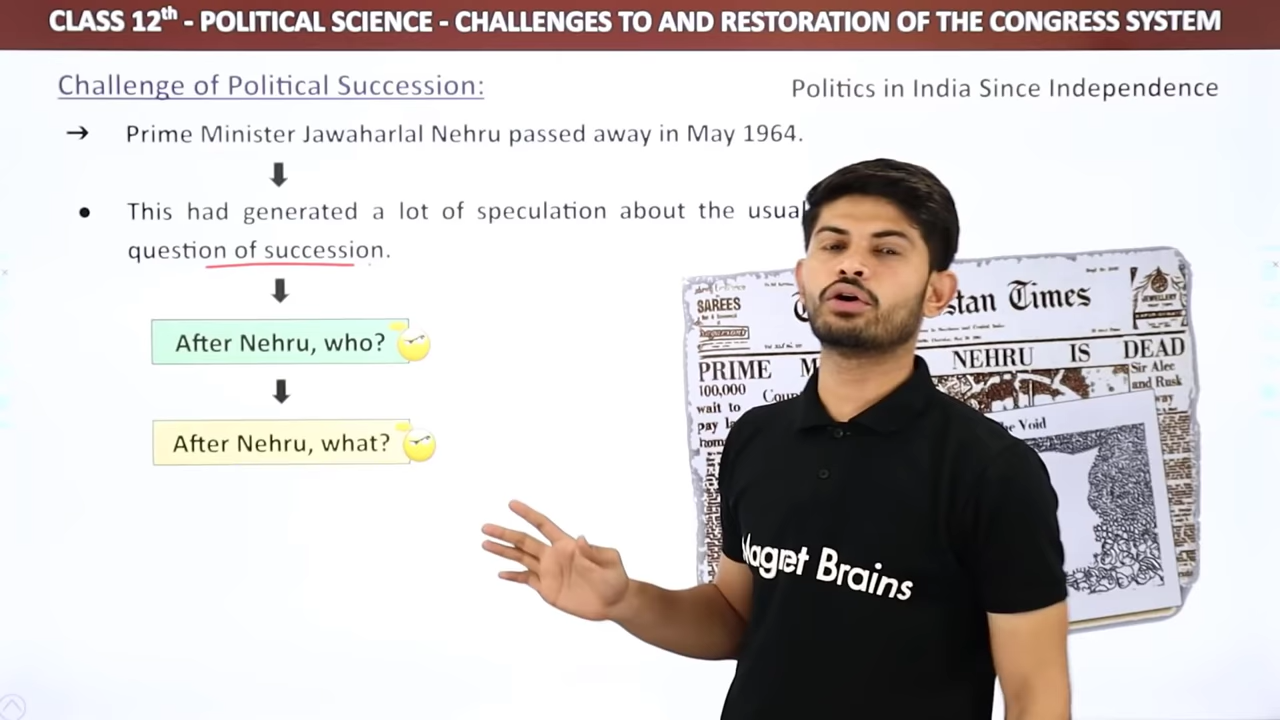 CLASS 12th - POLITICAL SCIENCE - CHALLENGES TO AND RESTORATION OF THE CONGRESS SYSTEM
Challenge of Political Succession:
Politics in India Since Independence
→ Prime Minister Jawaharlal Nehru passed away in May 1964.
• This had generated a lot of speculation about the usual
question of succession.
After Nehru, who?
After Nehru, what?
SAREES
stan Times
JEWELLERY
PRIME M NEHRU IS DEAD
100,000
wait to
pay
Sir Alec
and Rusk
Void
Magnet Brains